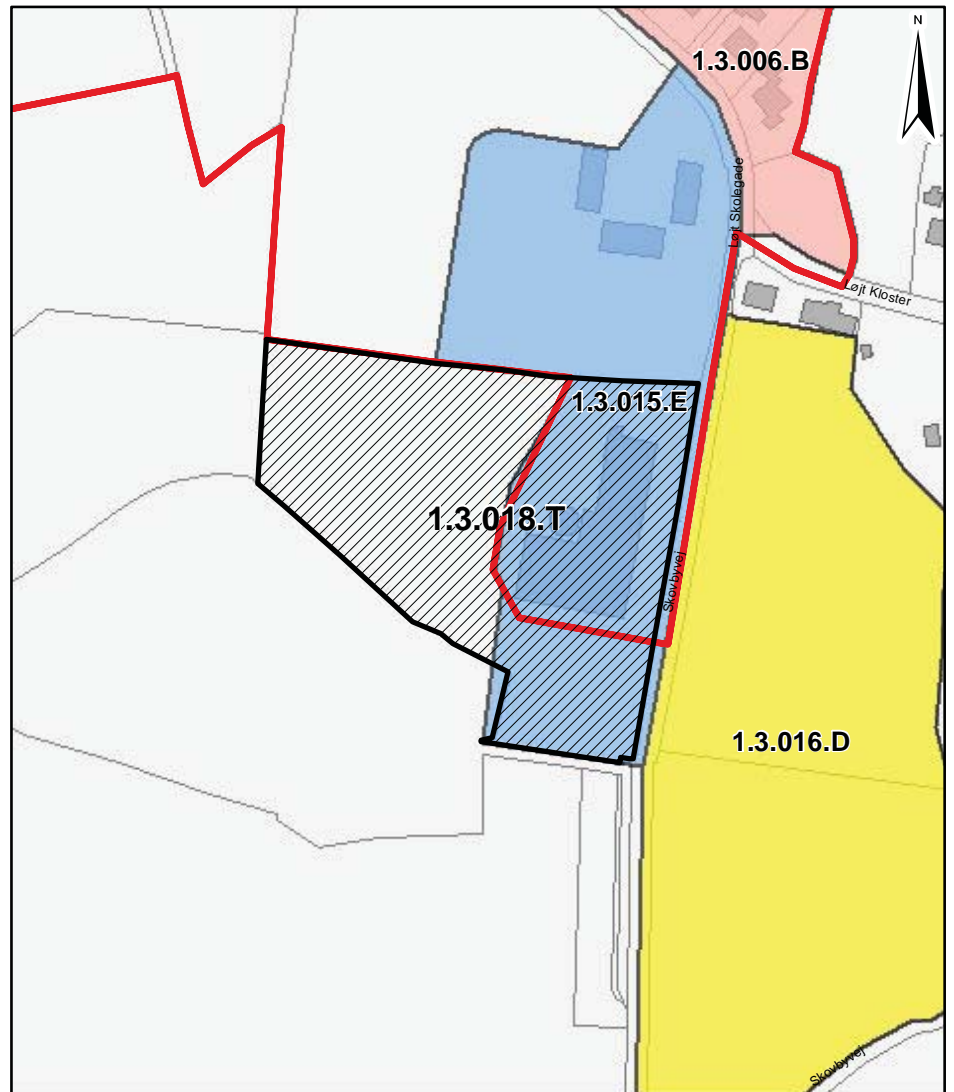 N
1.3.006.B
Løjt Skolegade
Løjt Kloster
1.3.015.E
1.3.018.T
Skovbyvej
1.3.016.D
Skovbyvej